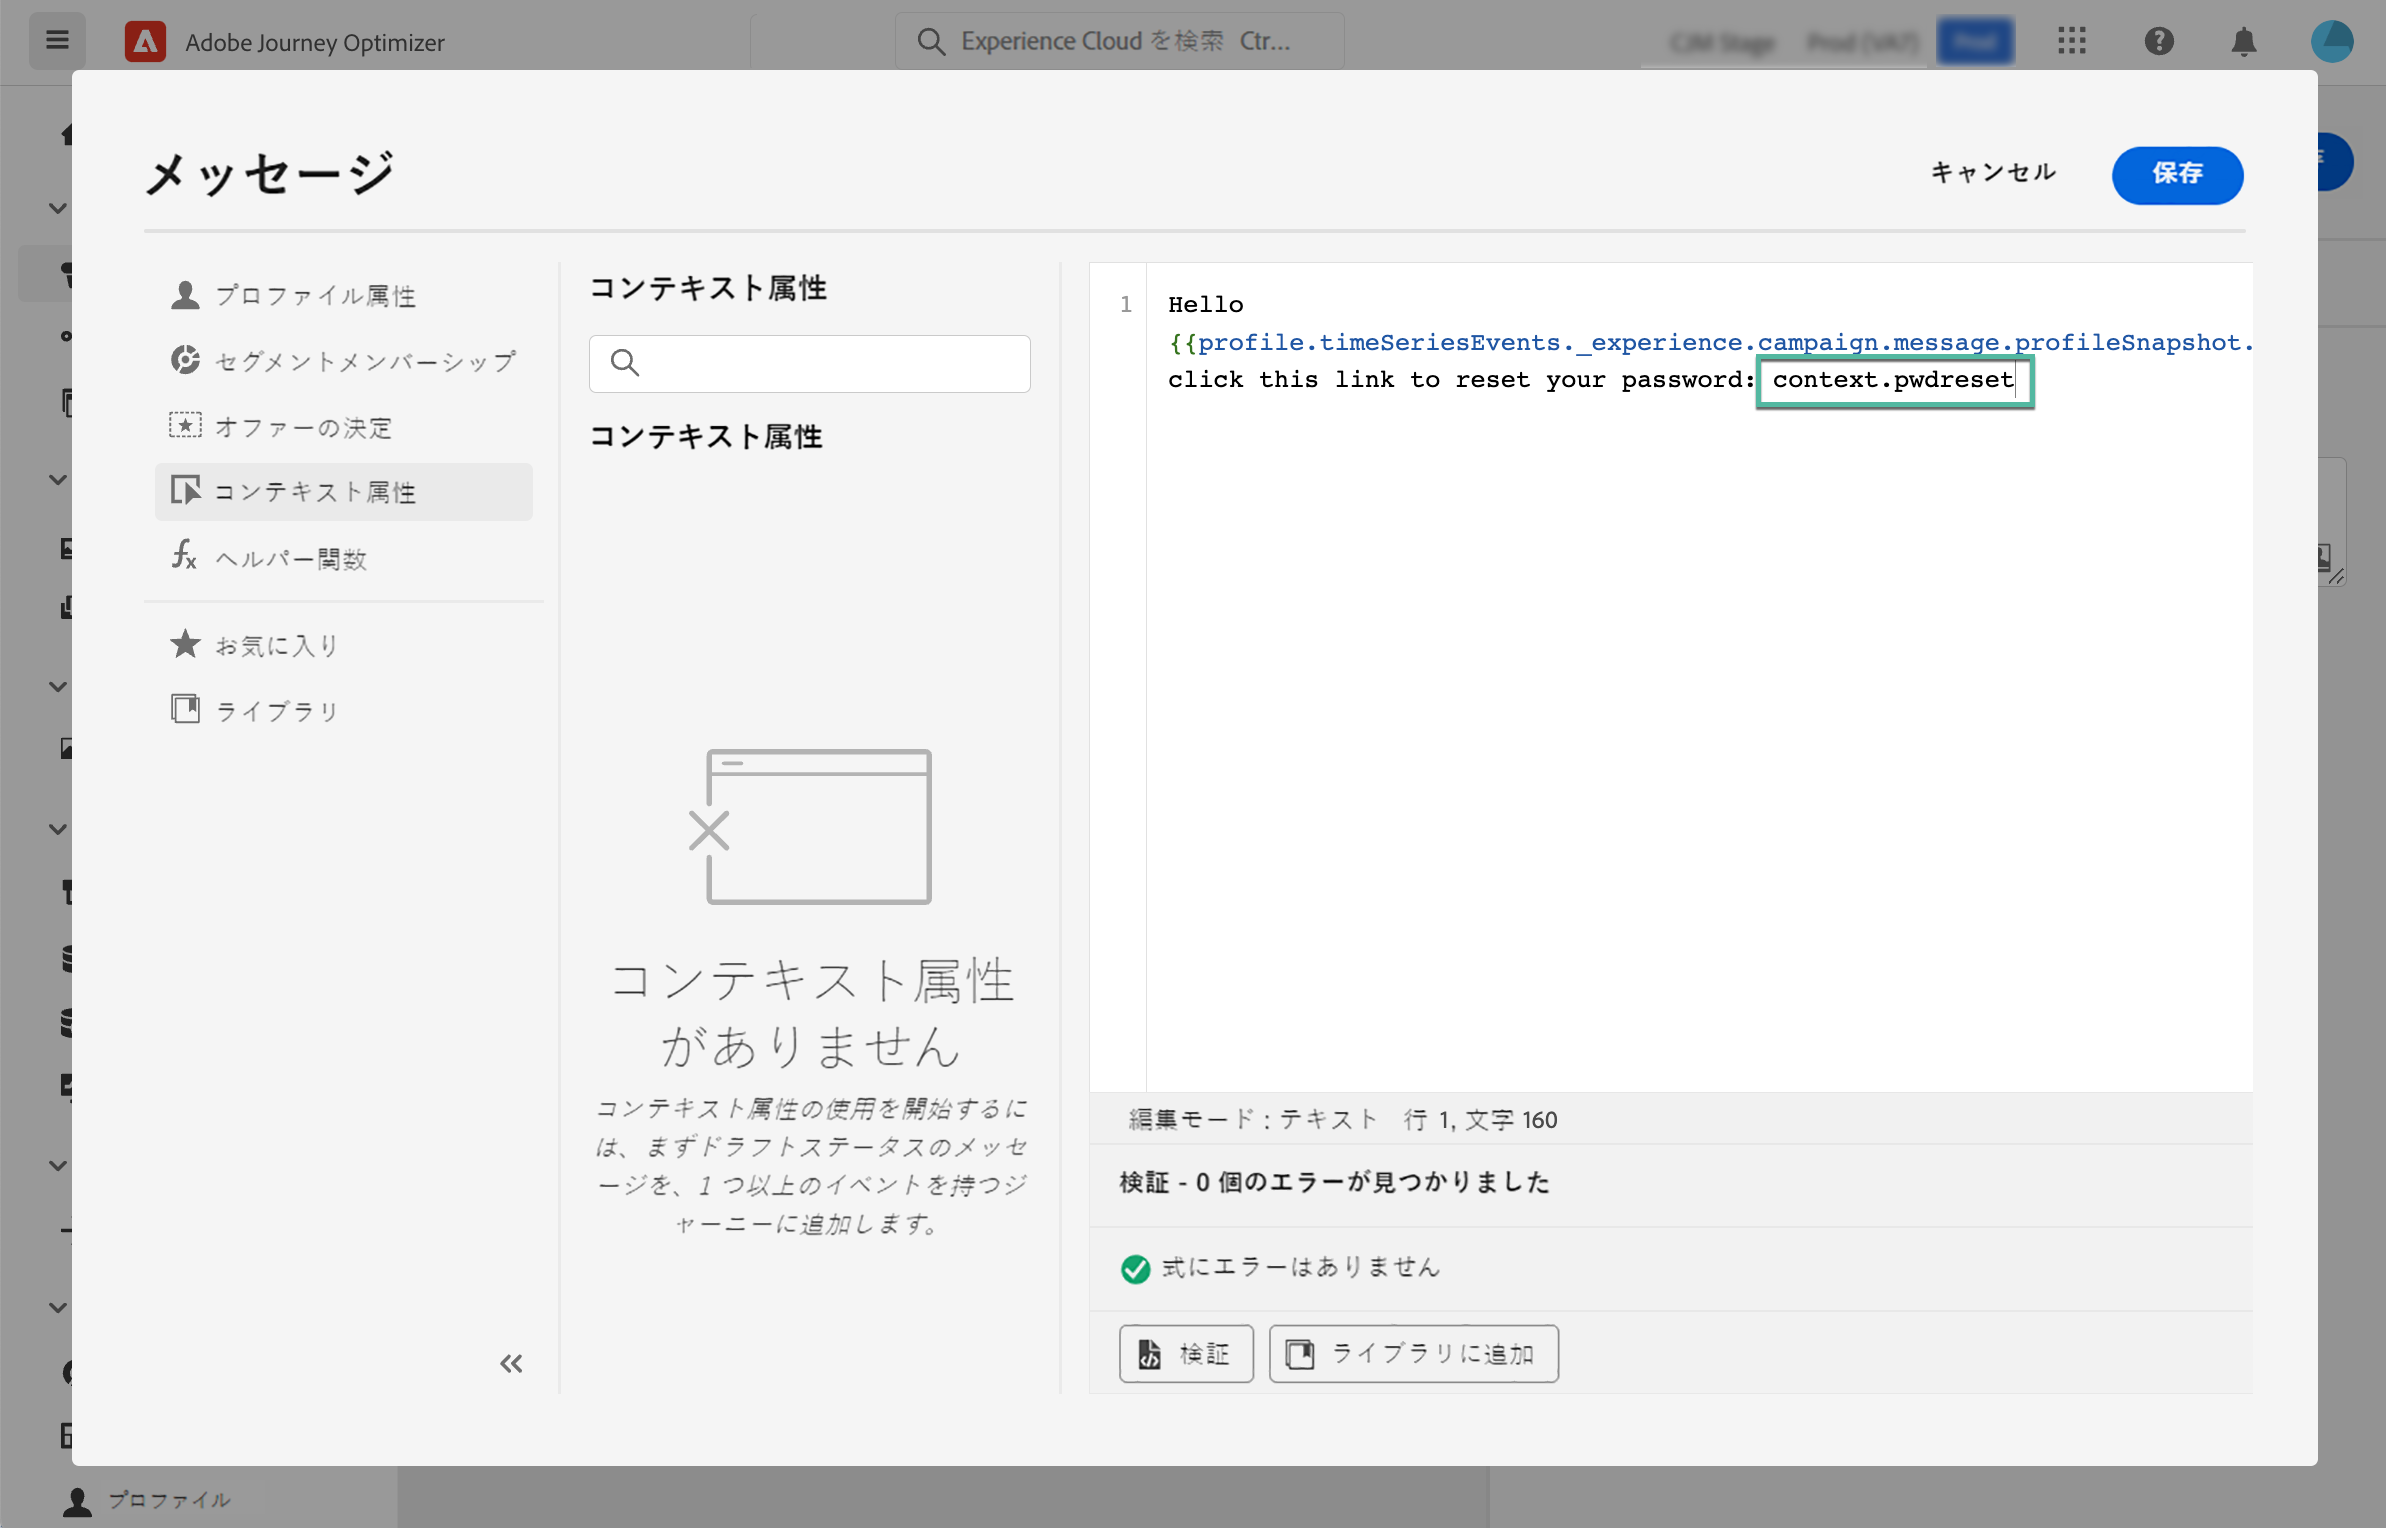 Adobe Journey Optimizer
Experience Cloud を検索 Ctr...
メッセージ
キャンセル
保存
プロファイル属性
セグメントメンバーシップ
オファーの決定
コンテキスト属性
ヘルパー関数
お気に入り
ライブラリ
コンテキスト属性
コンテキスト属性
コンテキスト属性
がありません
コンテキスト属性の使用を開始するに
は、まずドラフトステータスのメッセ
ージを、1 つ以上のイベントを持つジ
ャーニーに追加します。
1
Hello
{{profile.timeSeriesEvents._experience.campaign.message.profileSnapshot.
click this link to reset your password: context.pwdreset
編集モード : テキスト 行 1, 文字 160
検証 - 0 個のエラーが見つかりました
式にエラーはありません
検証
ライブラリに追加
プロファイル